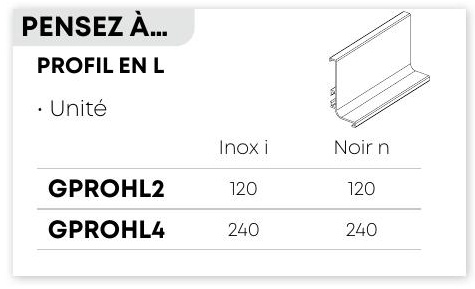 PENSEZ À...
PROFIL EN L
• Unité
Inox i Noir n
GPROHL2 120 120
GPROHL4 240 240